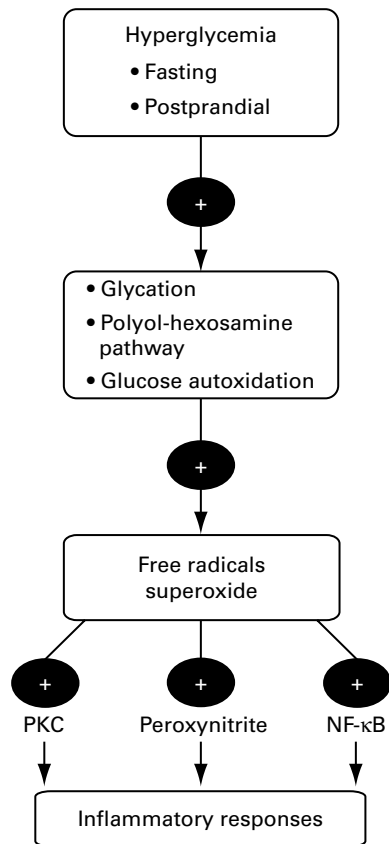 Hyperglycemia
• Fasting
• Postprandial
+
• Glycation
• Polyol-hexosamine
pathway
• Glucose autoxidation
+
Free radicals
superoxide
+ + +
PKC Peroxynitrite NF-κB
Inflammatory responses